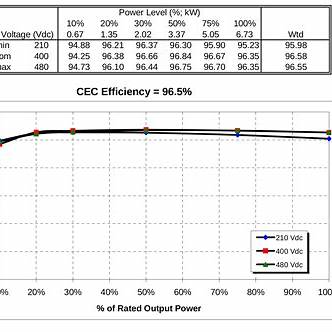 Power Level (%; kW)
10% 20% 30% 50% 75% 100%
Voltage (Vdc) 0.67 1.35 2.02 3.37 5.05 6.73 Wtd
210 94.88 96.21 96.37 96.30 95.90 95.23 95.98
400 94.25 96.38 96.66 96.84 96.67 96.35 96.58
480 94.73 96.10 96.44 96.75 96.70 96.35 96.55
CEC Efficiency = 96.5%
210 Vdc
400 Vdc
480 Vdc
20% 30% 40% 50% 60% 70% 80% 90%
% of Rated Output Power